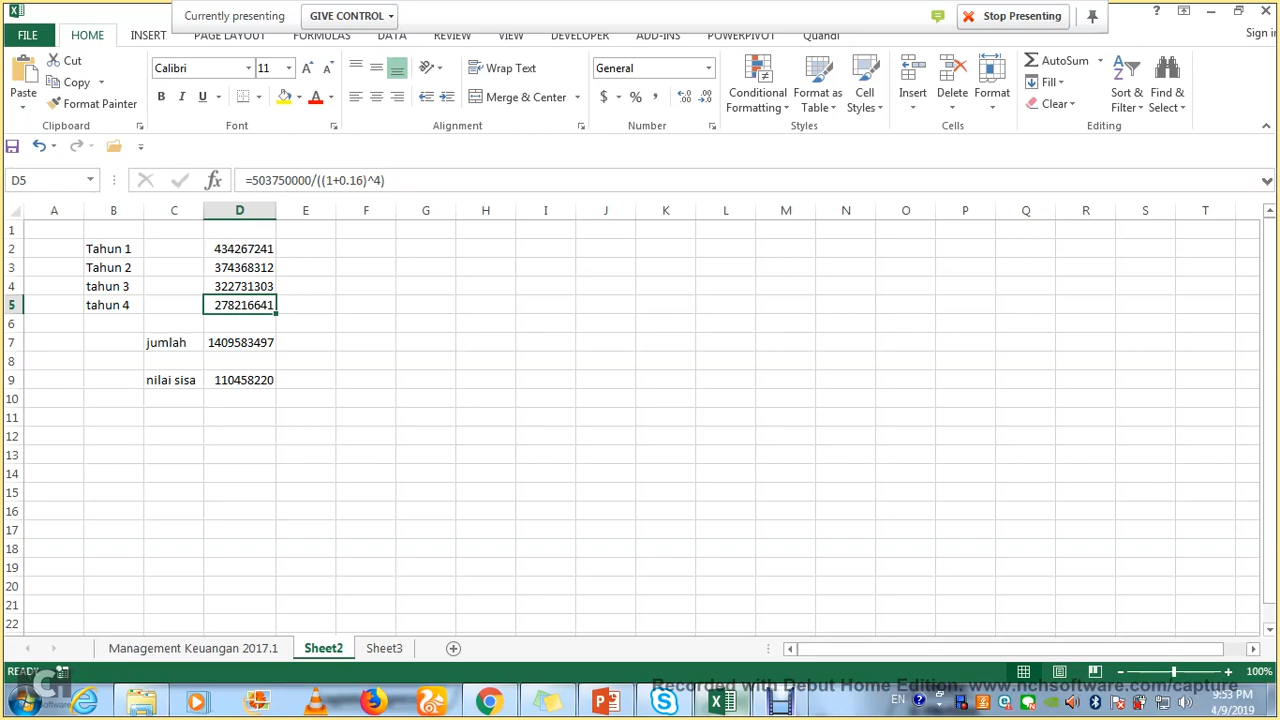 Currently presenting GIVE CONTROL Stop Presenting
Sign in
FILE HOME INSERT PAGE LAYOUT FORMULAS DATA REVIEW VIEW DEVELOPER ADD-INS POWERPIVOT Quandl
Paste Cut Copy Format Painter
Calibri 11 B I U A A A
Wrap Text
Merge & Center
General
$ % ,
Conditional Formatting Format as Table Cell Styles
Insert Delete Format
AutoSum Fill Clear
Sort & Filter Find & Select
Clipboard Font Alignment Number Styles Cells Editing
D5 fx =503750000/((1+0.16)^4)
A B C D E F G H I J K L M N O P Q R S T
1
2 Tahun 1 434267241
3 Tahun 2 374368312
4 tahun 3 322731303
5 tahun 4 278216641
6
7 jumlah 1409583497
8
9 nilai sisa 110458220
10
11
12
13
14
15
16
17
18
19
20
21
22
Management Keuangan 2017.1 Sheet2 Sheet3
READY 100%
NCH Software
Recorded with Debut Home Edition. www.nchsoftware.com/capture
EN 9:53 PM
4/9/2019